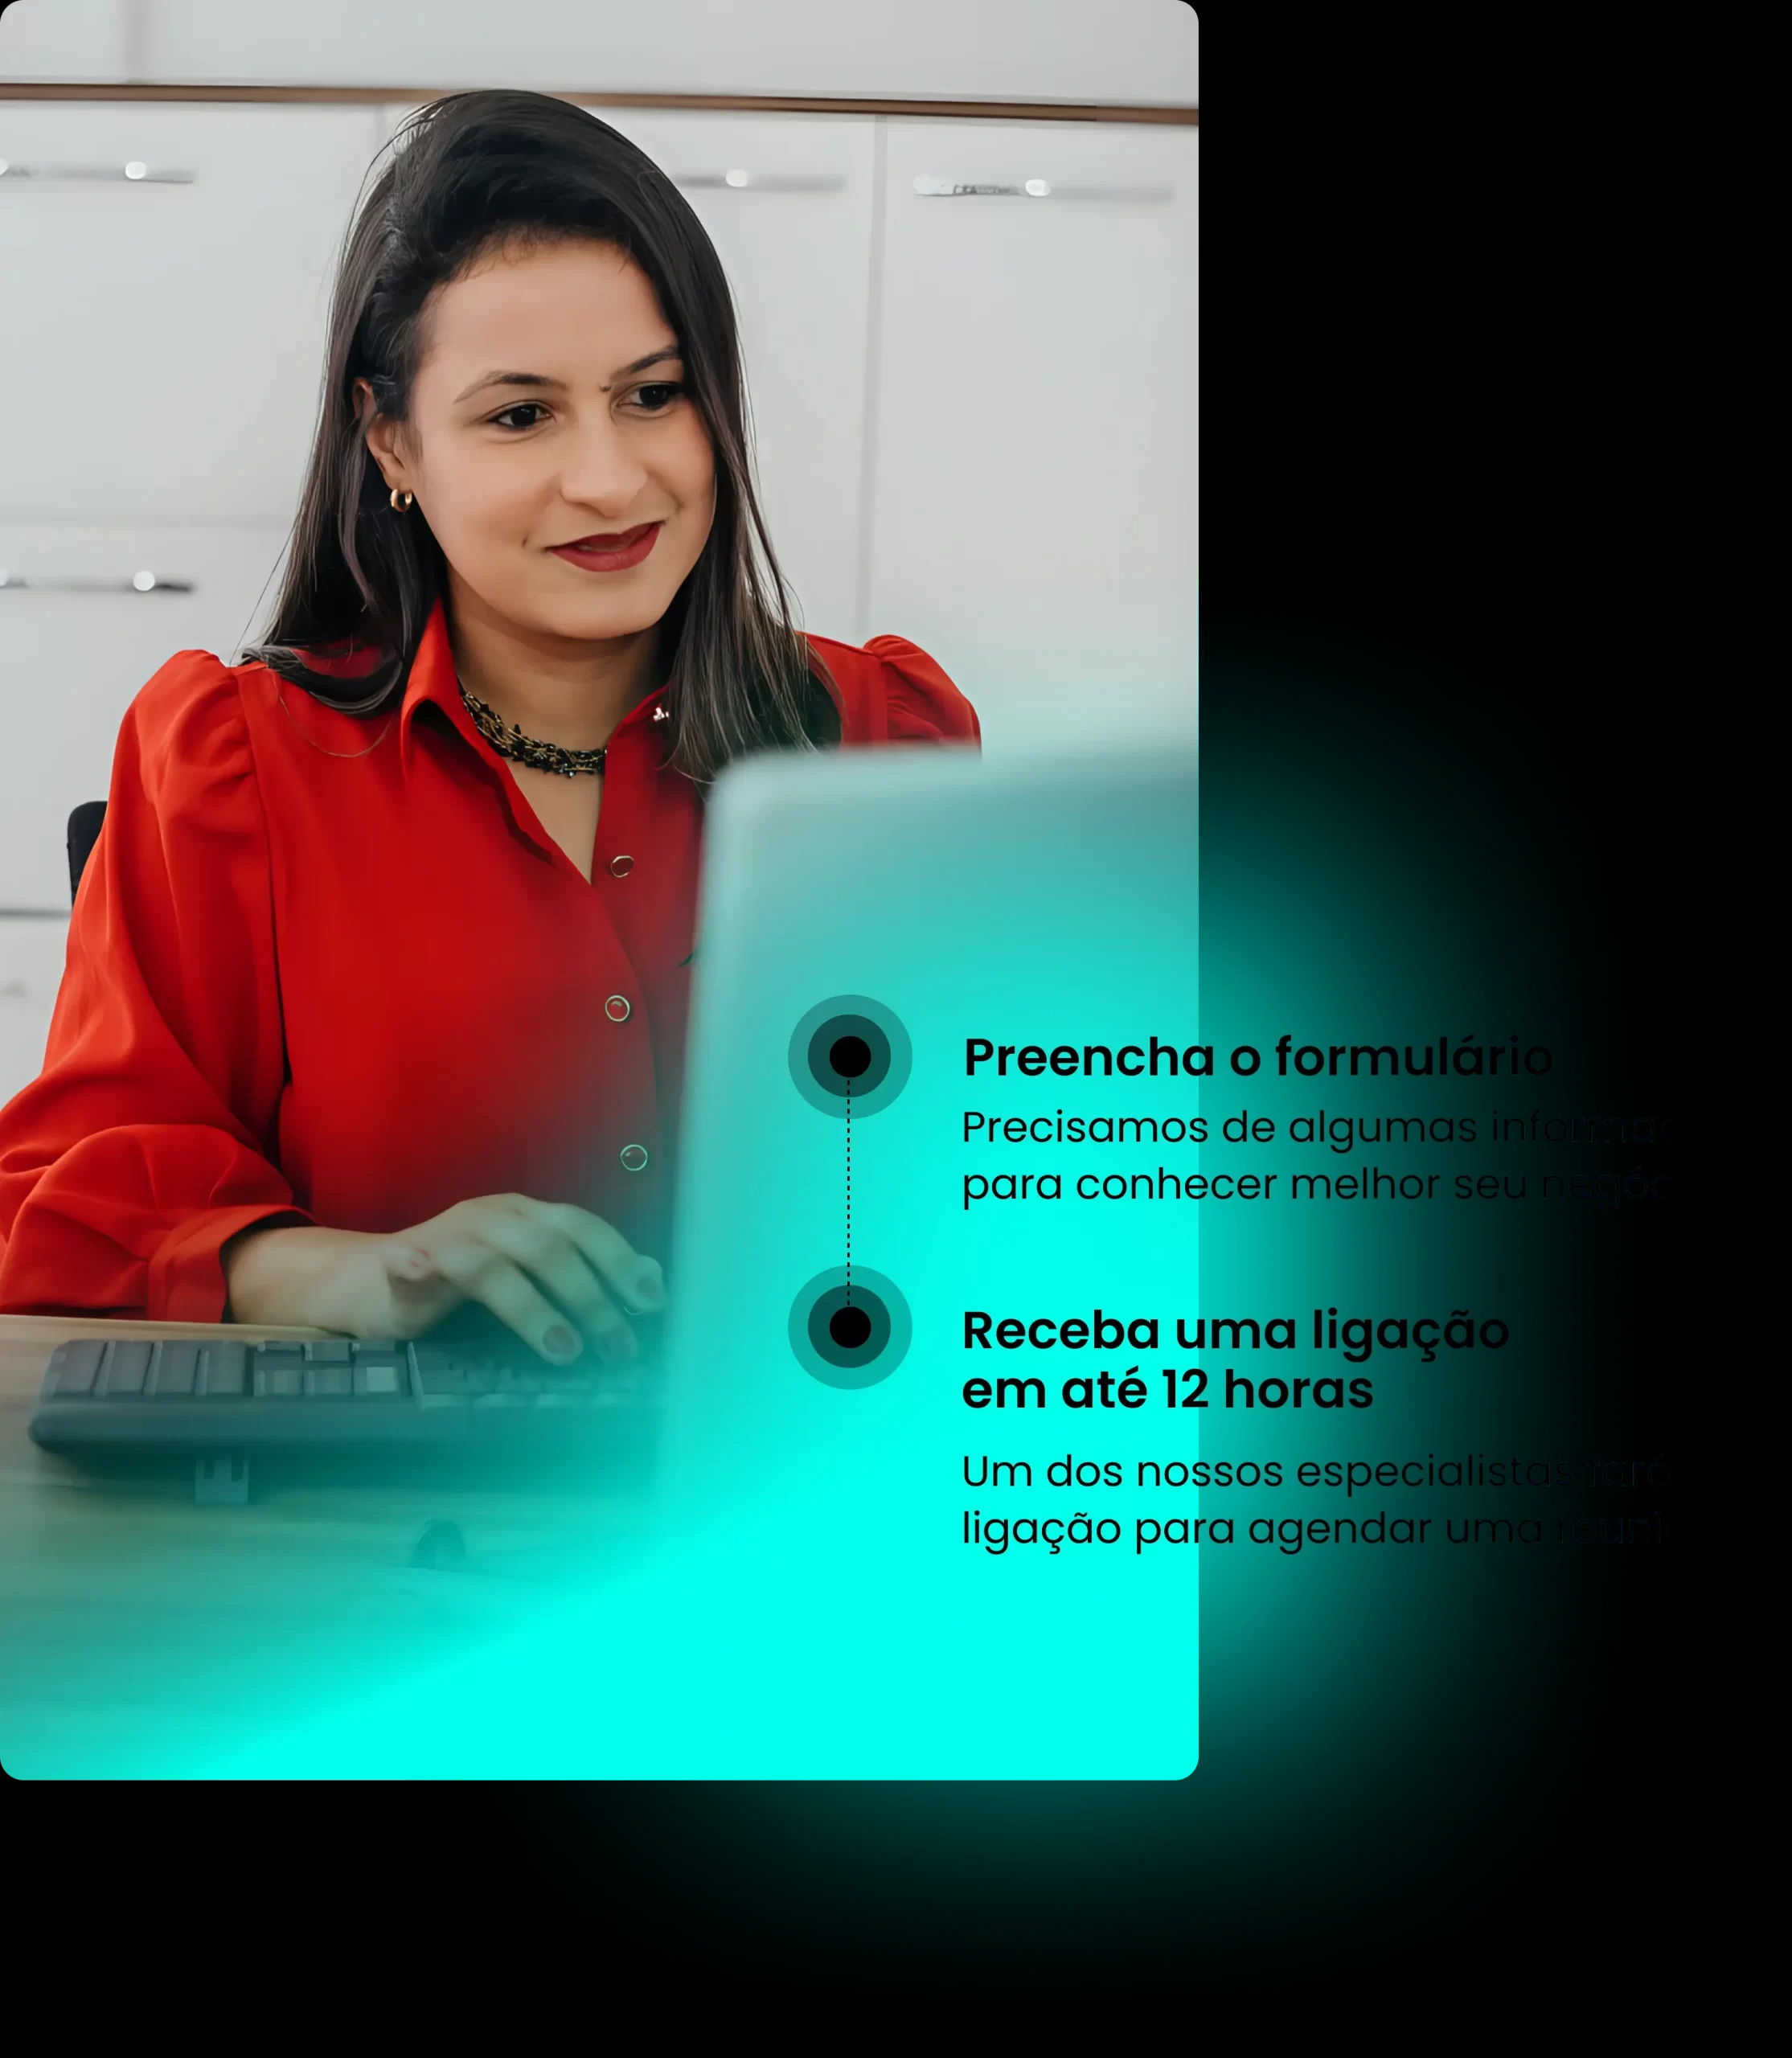 Preencha o formulário
Precisamos de algumas
para conhecer melhor seu
Receba uma ligação
em até 12 horas
Um dos nossos especialistas
ligação para agendar uma